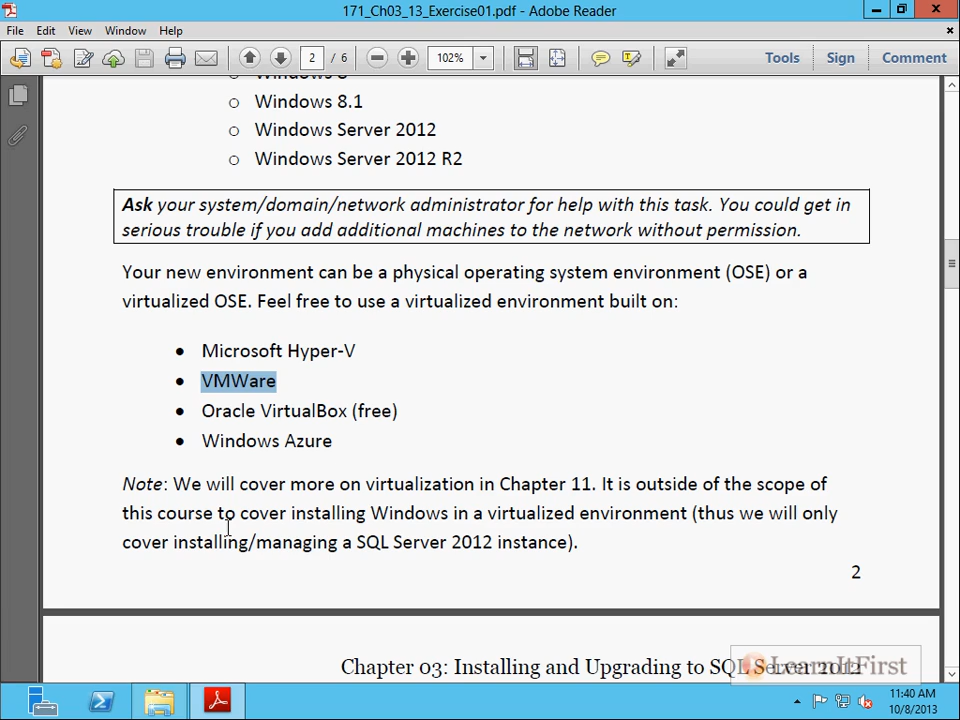 171_Ch03_13_Exercise01.pdf - Adobe Reader
File Edit View Window Help
2 / 6 102% Tools Sign Comment
Windows 8
o Windows 8.1
o Windows Server 2012
o Windows Server 2012 R2
Ask your system/domain/network administrator for help with this task. You could get in
serious trouble if you add additional machines to the network without permission.
Your new environment can be a physical operating system environment (OSE) or a
virtualized OSE. Feel free to use a virtualized environment built on:
• Microsoft Hyper-V
• VMWare
• Oracle VirtualBox (free)
• Windows Azure
Note: We will cover more on virtualization in Chapter 11. It is outside of the scope of
this course to cover installing Windows in a virtualized environment (thus we will only
cover installing/managing a SQL Server 2012 instance).
2
Chapter 03: Installing and Upgrading to SQL Server 2012
LearnItFirst
11:40 AM
10/8/2013